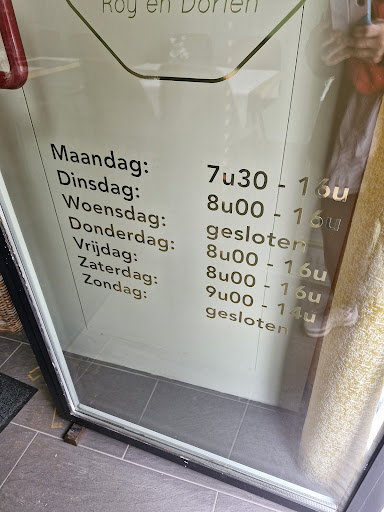 Roy en Dorien
Maandag: 7u30 - 16u
Dinsdag: 8u00 - 16u
Woensdag: gesloten
Donderdag: 8u00 - 16u
Vrijdag: 8u00 - 16u
Zaterdag: 9u00 - 14u
Zondag: gesloten